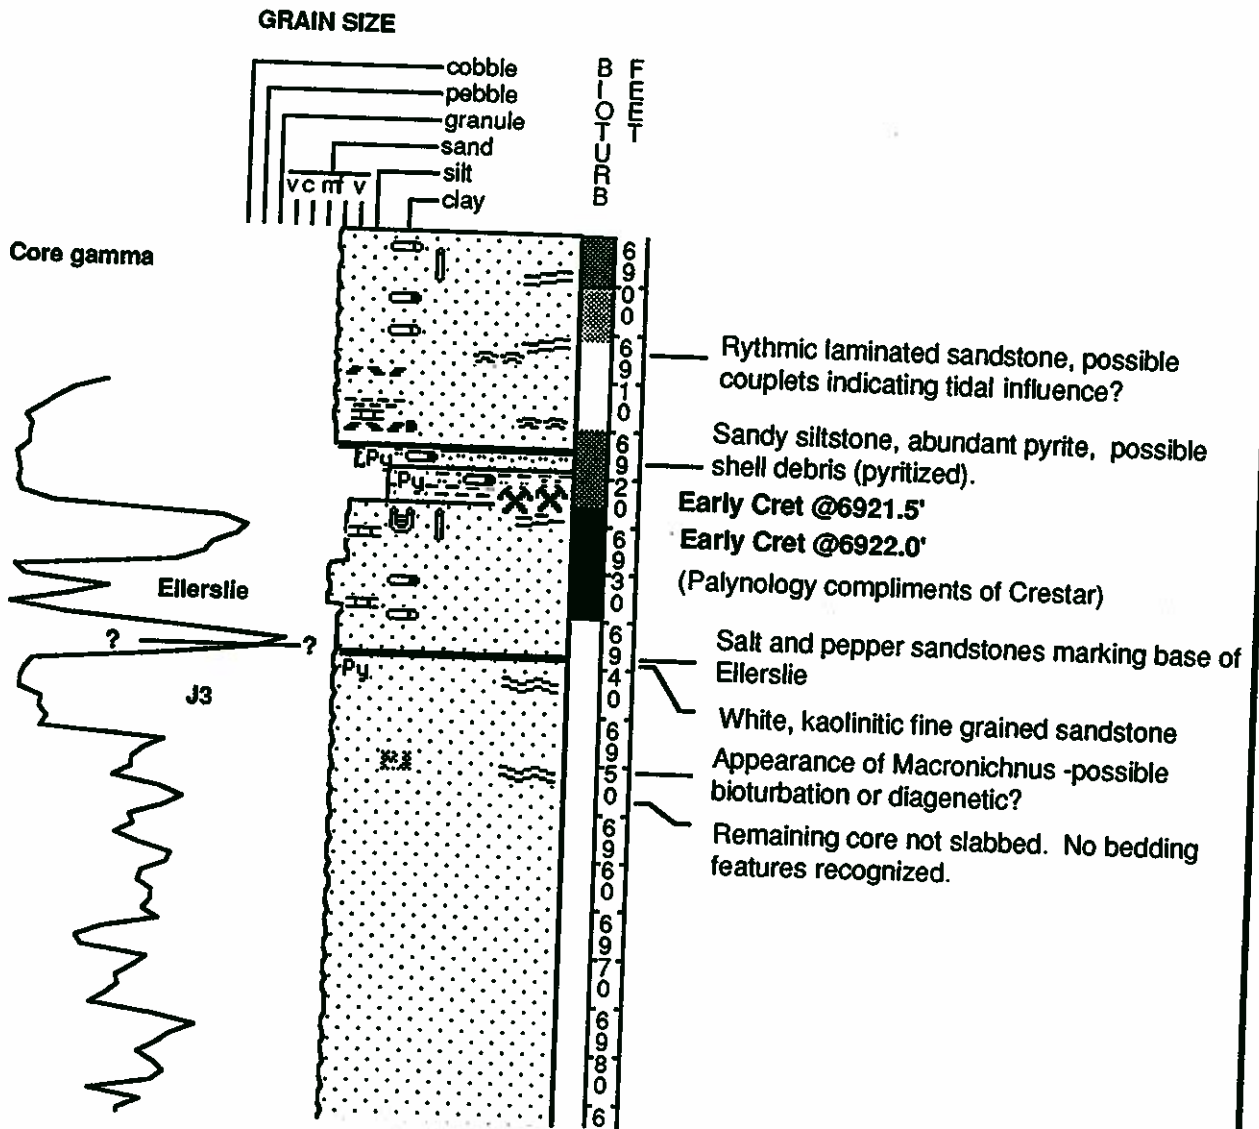 GRAIN SIZE
cobble
pebble
granule
sand
silt
clay
v c m f v
BIOTURB
FEET
Core gamma
6900
6910
6920
6930
6940
6950
6960
6970
6980
6
Rythmic laminated sandstone, possible
couplets indicating tidal influence?
Sandy siltstone, abundant pyrite, possible
shell debris (pyritized).
Early Cret @6921.5'
Early Cret @6922.0'
(Palynology compliments of Crestar)
Salt and pepper sandstones marking base of
Ellerslie
White, kaolinitic fine grained sandstone
Appearance of Macronichnus -possible
bioturbation or diagenetic?
Remaining core not slabbed. No bedding
features recognized.
Py
Py
Py
Ellerslie
? ?
J3